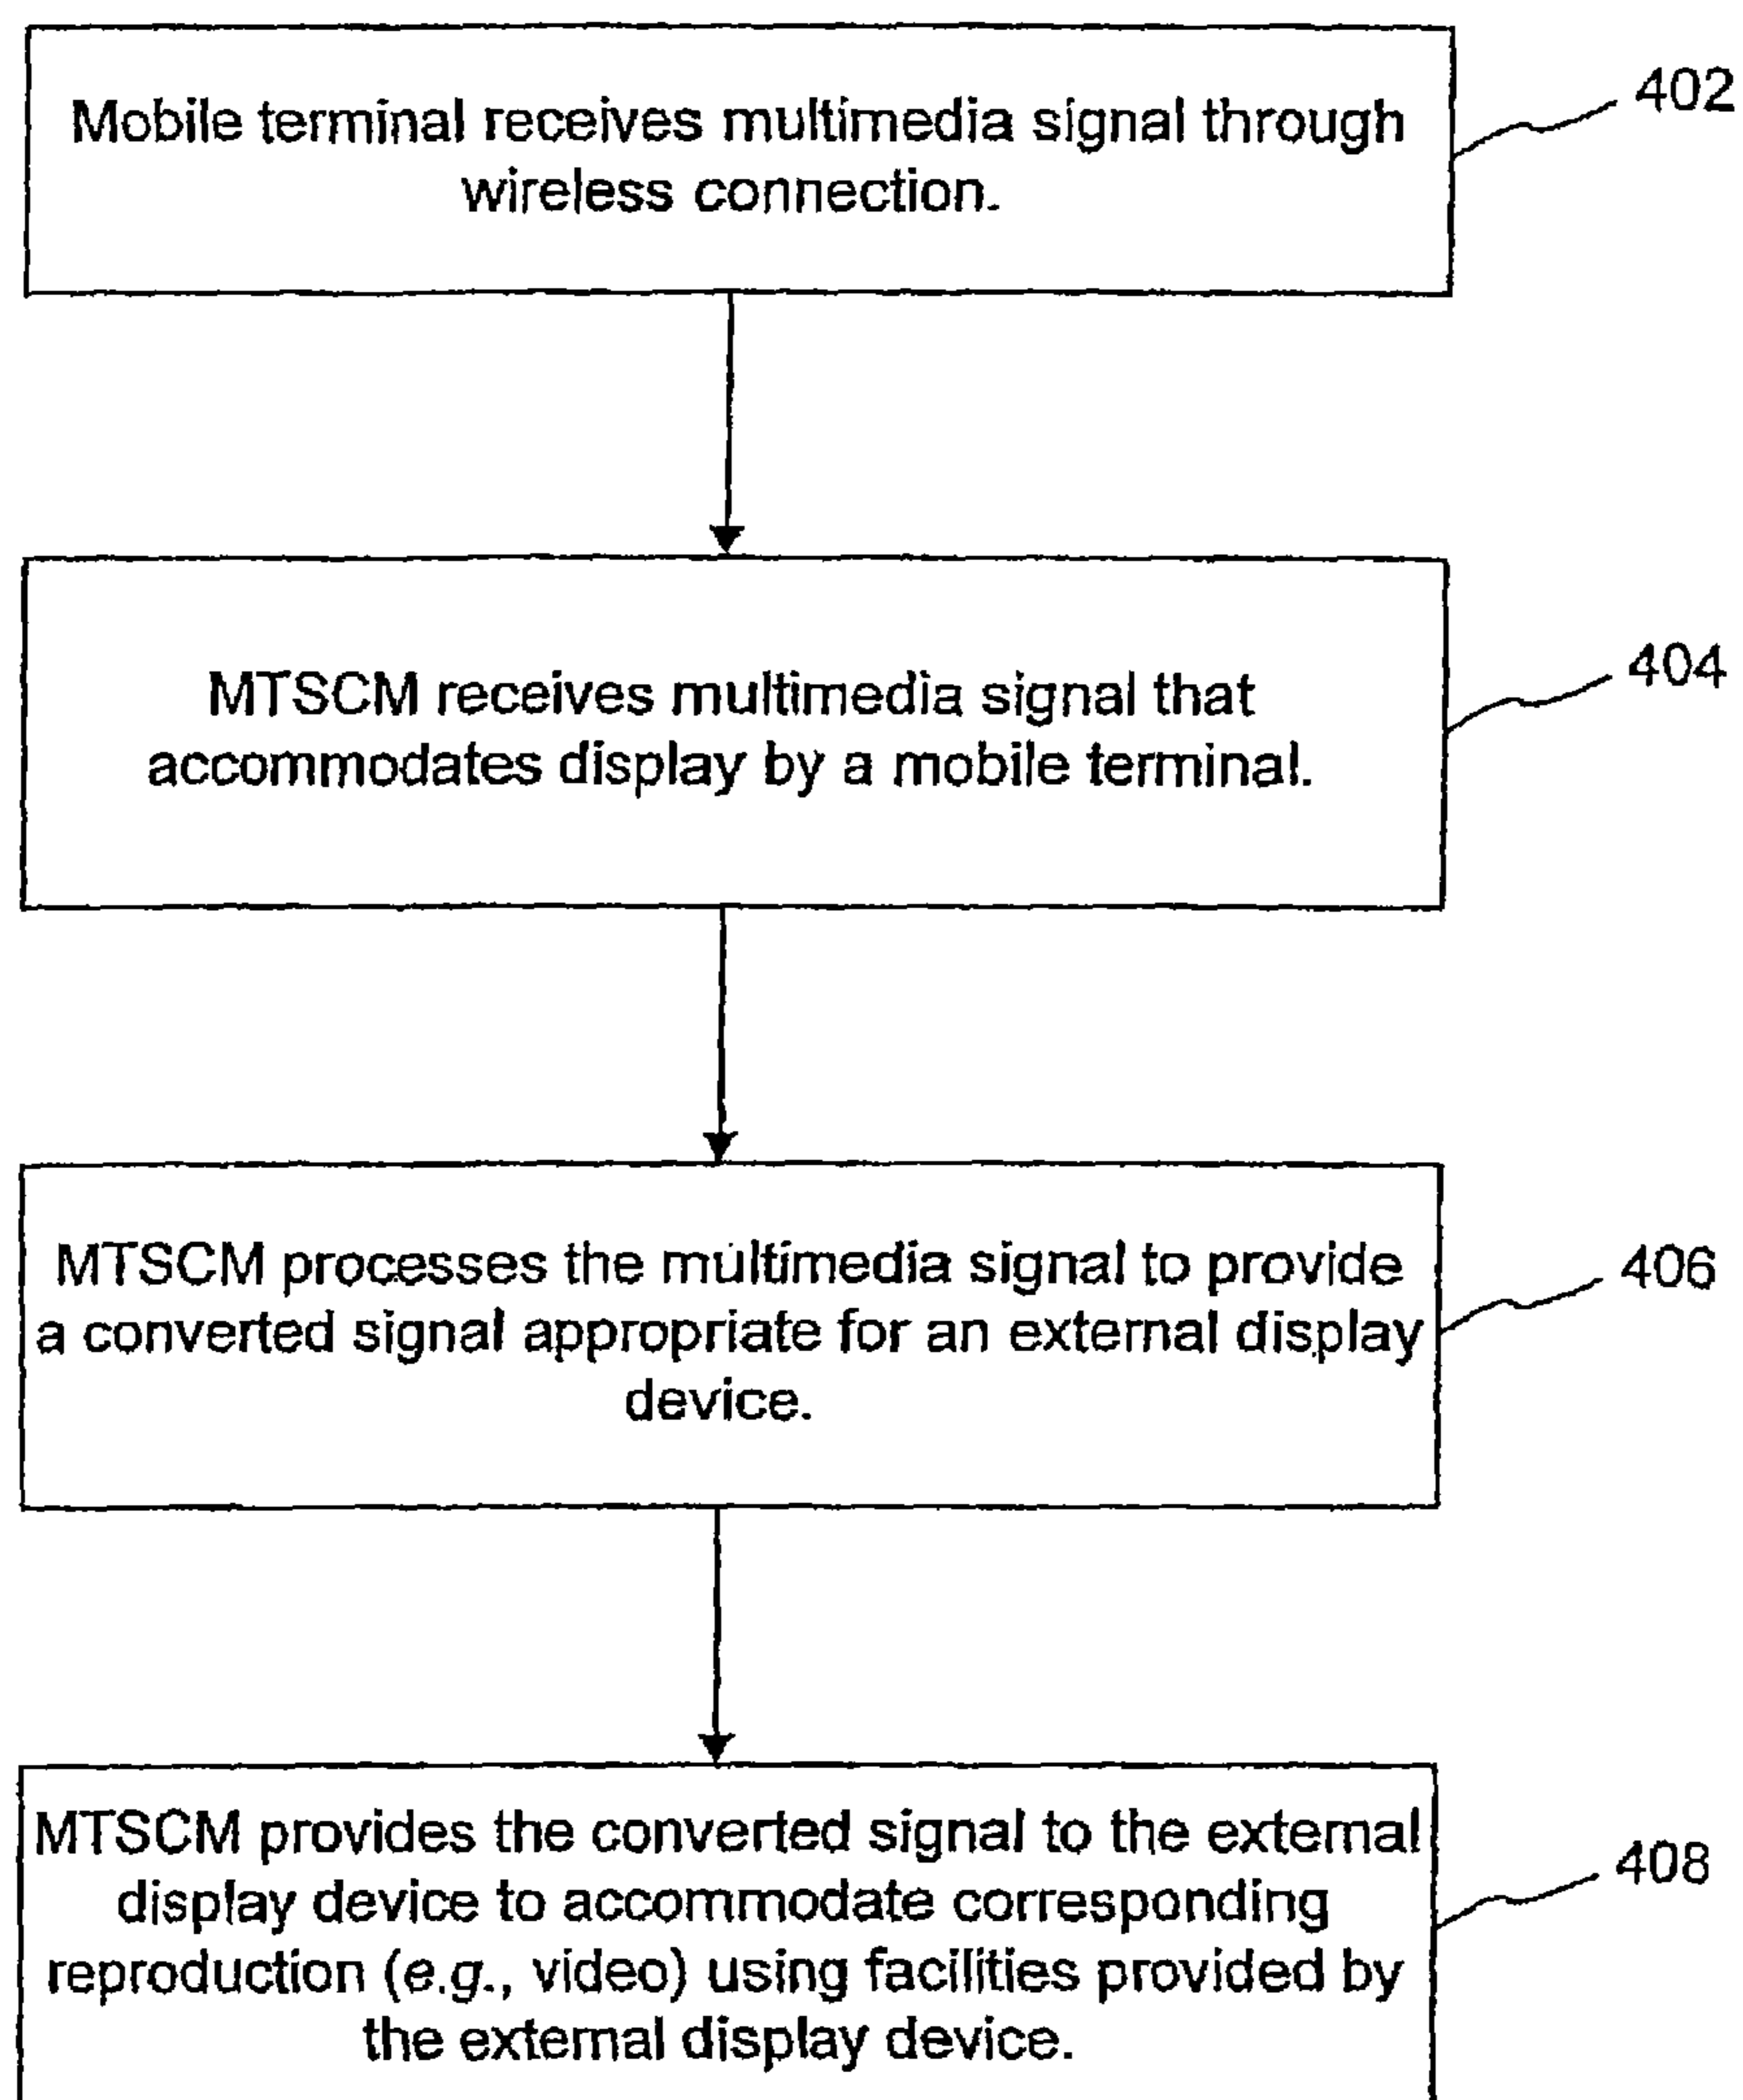 Mobile terminal receives multimedia signal through
wireless connection.
402
MTSCM receives multimedia signal that
accommodates display by a mobile terminal.
404
MTSCM processes the multimedia signal to provide
a converted signal appropriate for an external display
device.
406
MTSCM provides the converted signal to the external
display device to accommodate corresponding
reproduction (e.g., video) using facilities provided by
the external display device.
408